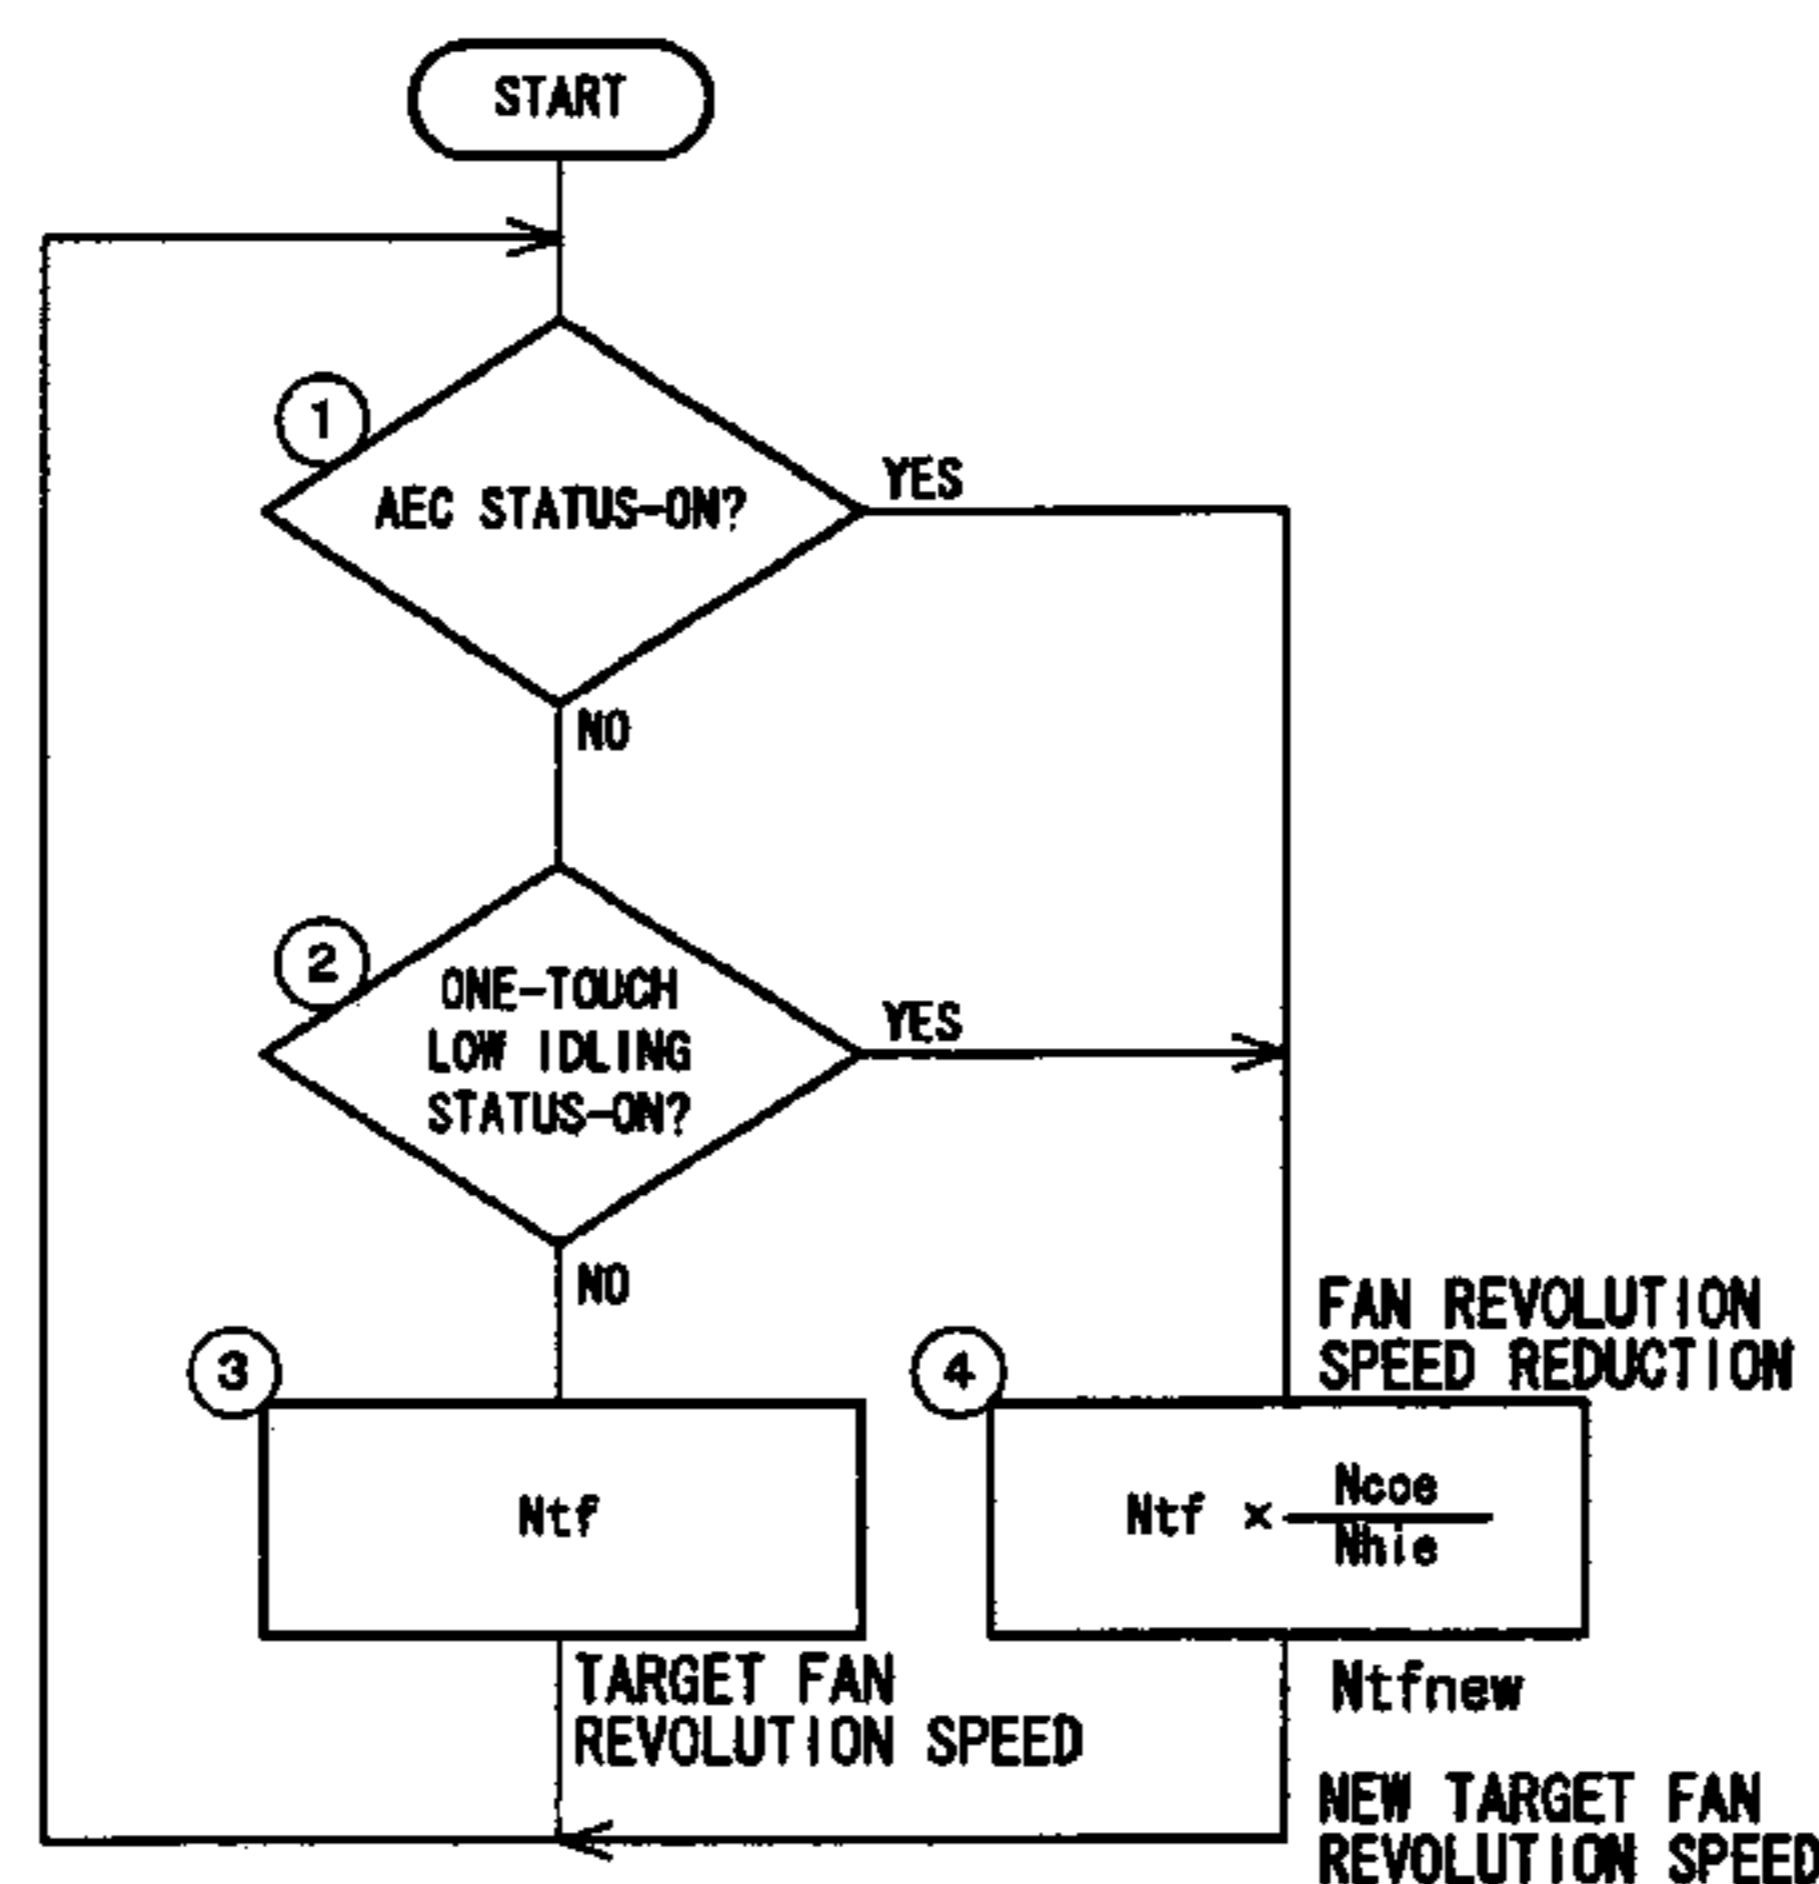 START
1
AEC STATUS-ON?
YES
NO
2
ONE-TOUCH
LOW IDLING
STATUS-ON?
YES
NO
3
Ntf
TARGET FAN
REVOLUTION SPEED
4
FAN REVOLUTION
SPEED REDUCTION
Ntf × Ncoe
Nhie
Ntfnew
NEW TARGET FAN
REVOLUTION SPEED